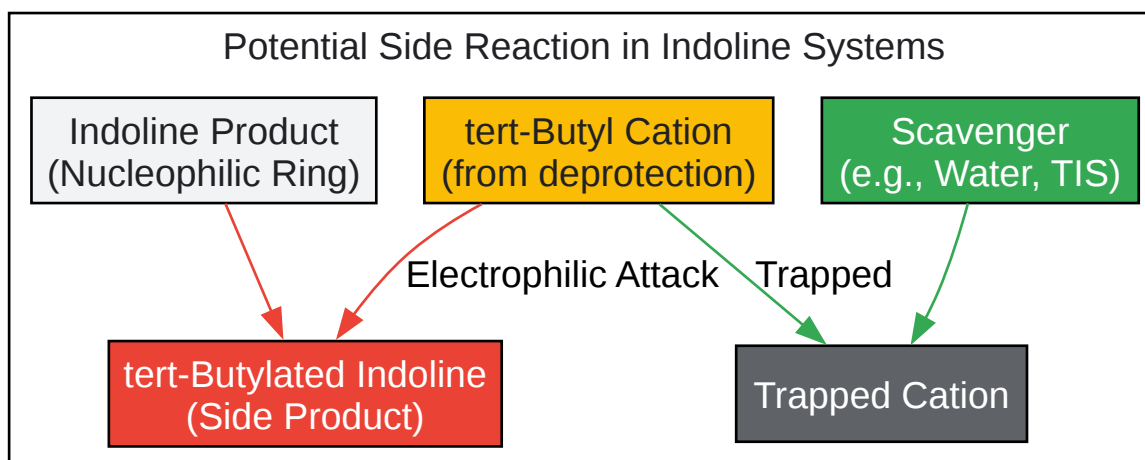 Potential Side Reaction in Indoline Systems
Indoline Product
(Nucleophilic Ring)
tert-Butyl Cation
(from deprotection)
Scavenger
(e.g., Water, TIS)
Electrophilic Attack
Trapped
tert-Butylated Indoline
(Side Product)
Trapped Cation